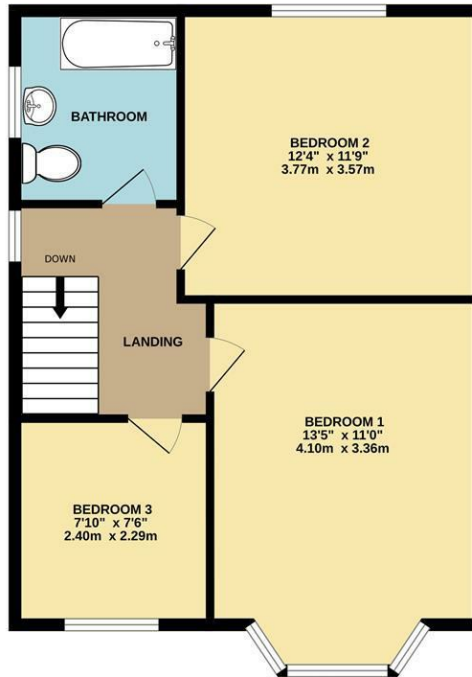 BATHROOM
BEDROOM 2
12'4" x 11'9"
3.77m x 3.57m
DOWN
LANDING
BEDROOM 1
13'5" x 11'0"
4.10m x 3.36m
BEDROOM 3
7'10" x 7'6"
2.40m x 2.29m